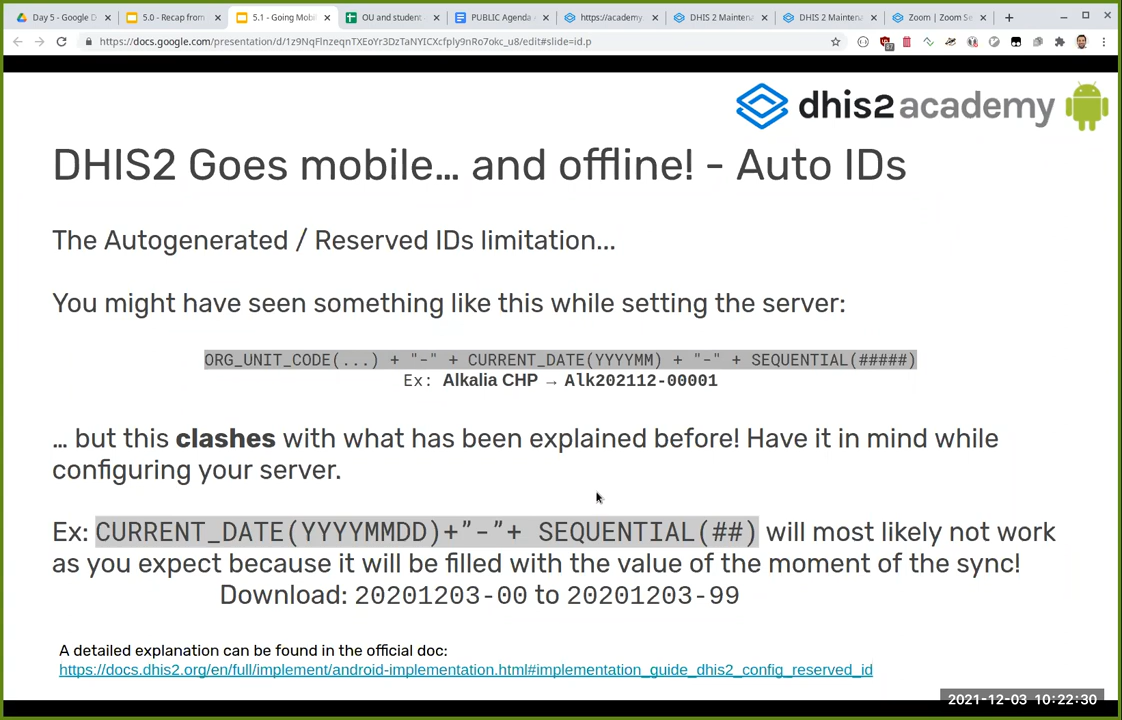 Day 5 - Google D
5.0 - Recap from
5.1 - Going Mobil
OU and student
PUBLIC Agenda
https://academy
DHIS 2 Mainten
DHIS 2 Mainten
Zoom | Zoom Se
https://docs.google.com/presentation/d/1z9NqFlnzeqnTXEoYr3DzTaNYICXcfply9nRo7okc_u8/edit#slide=id.p
dhis2 academy
DHIS2 Goes mobile… and offline! - Auto IDs
The Autogenerated / Reserved IDs limitation...
You might have seen something like this while setting the server:
ORG_UNIT_CODE(...) + "-" + CURRENT_DATE(YYYYMM) + "-" + SEQUENTIAL(#####)
Ex: Alkalia CHP → Alk202112-00001
… but this clashes with what has been explained before! Have it in mind while
configuring your server.
Ex: CURRENT_DATE(YYYYMMDD)+”-”+ SEQUENTIAL(##) will most likely not work
as you expect because it will be filled with the value of the moment of the sync!
Download: 20201203-00 to 20201203-99
A detailed explanation can be found in the official doc:
https://docs.dhis2.org/en/full/implement/android-implementation.html#implementation_guide_dhis2_config_reserved_id
2021-12-03 10:22:30